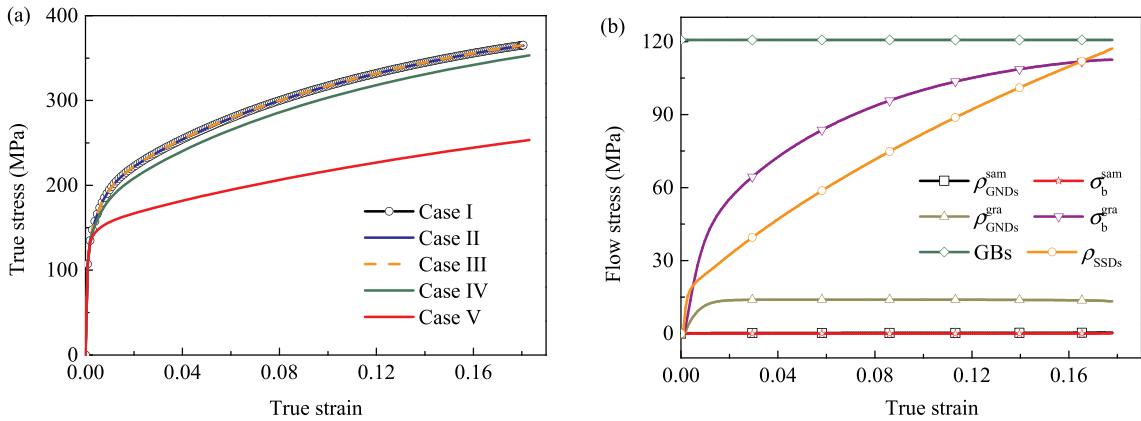 (a)
400
300
200
100
0
0.00 0.04 0.08 0.12 0.16
True strain
True stress (MPa)
Case I
Case II
Case III
Case IV
Case V
(b)
120
90
60
30
0
0.00 0.04 0.08 0.12 0.16
True strain
Flow stress (MPa)
ρ^sam_GNDs σ^sam_b
ρ^gra_GNDs σ^gra_b
GBs ρ_SSDs